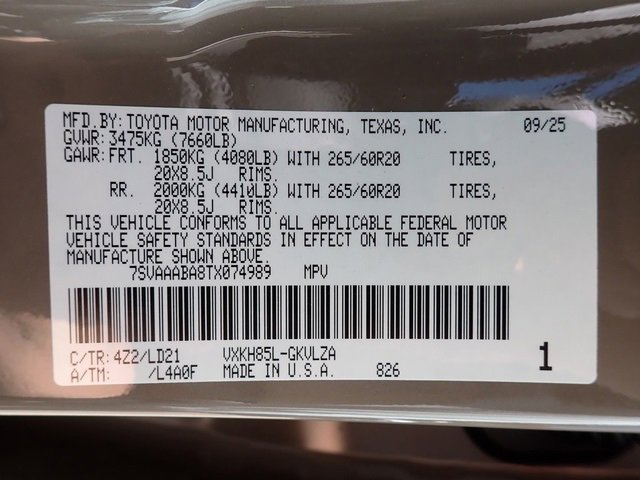 MFD.BY:TOYOTA MOTOR MANUFACTURING, TEXAS, INC. 09/25
GVWR:3475KG (7660LB)
GAWR:FRT. 1850KG (4080LB) WITH 265/60R20 TIRES,
20X8.5J RIMS.
RR. 2000KG (4410LB) WITH 265/60R20 TIRES,
20X8.5J RIMS.
THIS VEHICLE CONFORMS TO ALL APPLICABLE FEDERAL MOTOR
VEHICLE SAFETY STANDARDS IN EFFECT ON THE DATE OF
MANUFACTURE SHOWN ABOVE.
7SVAAABA8TX074989 MPV
C/TR:4Z2/LD21 VXKH85L-GKVLZA 1
A/TM: /L4A0F MADE IN U.S.A. 826